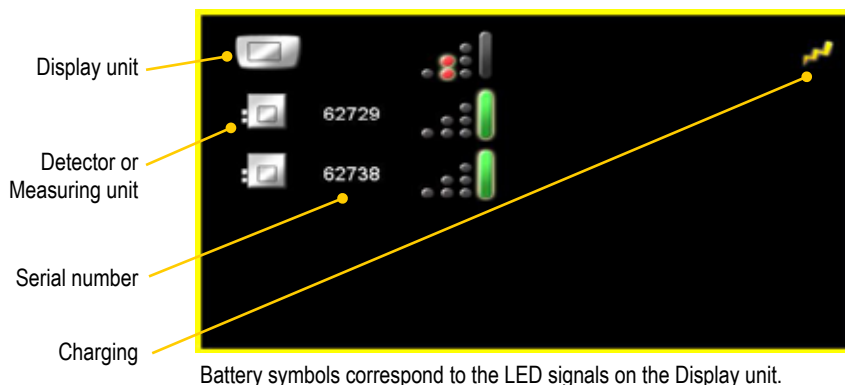 Display unit
62729
Detector or
Measuring unit
62738
Serial number
Charging
Battery symbols correspond to the LED signals on the Display unit.